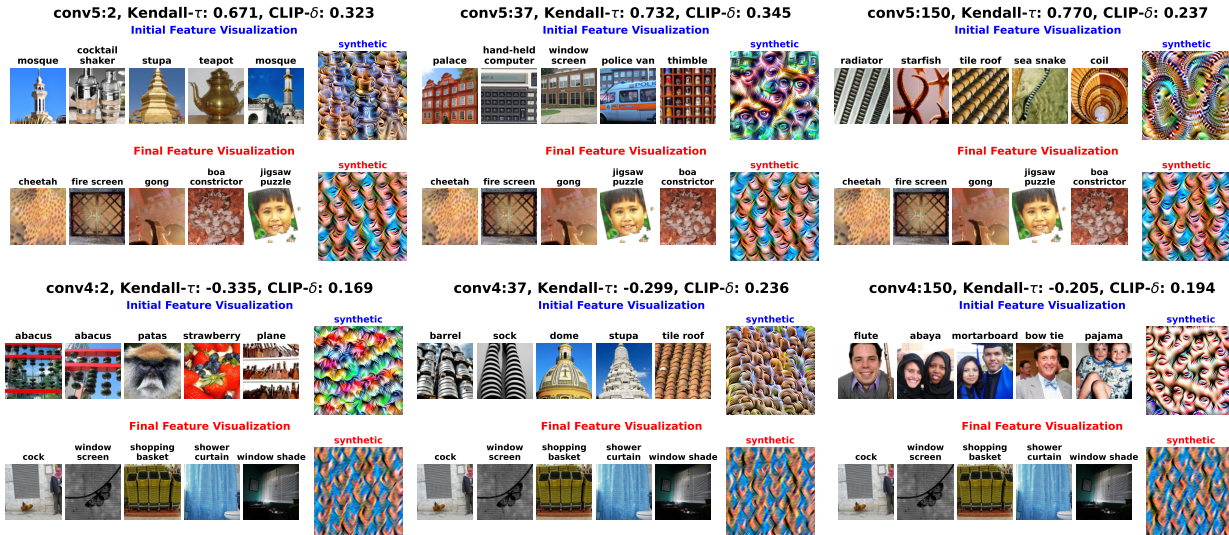 conv5:2, Kendall-τ: 0.671, CLIP-δ: 0.323
Initial Feature Visualization
synthetic
mosque
cocktail
shaker
stupa
teapot
mosque
Final Feature Visualization
synthetic
cheetah
fire screen
gong
boa
constrictor
jigsaw
puzzle
conv5:37, Kendall-τ: 0.732, CLIP-δ: 0.345
Initial Feature Visualization
synthetic
palace
hand-held
computer
window
screen
police van
thimble
Final Feature Visualization
synthetic
cheetah
fire screen
gong
jigsaw
puzzle
boa
constrictor
conv5:150, Kendall-τ: 0.770, CLIP-δ: 0.237
Initial Feature Visualization
synthetic
radiator
starfish
tile roof
sea snake
coil
Final Feature Visualization
synthetic
cheetah
fire screen
gong
jigsaw
puzzle
boa
constrictor
conv4:2, Kendall-τ: -0.335, CLIP-δ: 0.169
Initial Feature Visualization
synthetic
abacus
abacus
patas
strawberry
plane
Final Feature Visualization
synthetic
cock
window
screen
shopping
basket
shower
curtain
window shade
conv4:37, Kendall-τ: -0.299, CLIP-δ: 0.236
Initial Feature Visualization
synthetic
barrel
sock
dome
stupa
tile roof
Final Feature Visualization
synthetic
cock
window
screen
shopping
basket
shower
curtain
window shade
conv4:150, Kendall-τ: -0.205, CLIP-δ: 0.194
Initial Feature Visualization
synthetic
flute
abaya
mortarboard
bow tie
pajama
Final Feature Visualization
synthetic
cock
window
screen
shopping
basket
shower
curtain
window shade